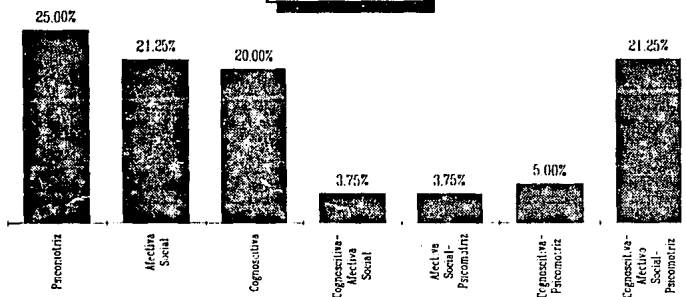 25.00%
21.25%
20.00%
3.75%
3.75%
5.00%
21.25%
Psicomotriz
Afectiva
Social
Cognoscitiva
Cognoscitiva-
Afectiva
Social
Afectiva
Social-
Psicomotriz
Cognoscitiva-
Psicomotriz
Cognoscitiva-
Afectivo
Social-
Psicomotriz